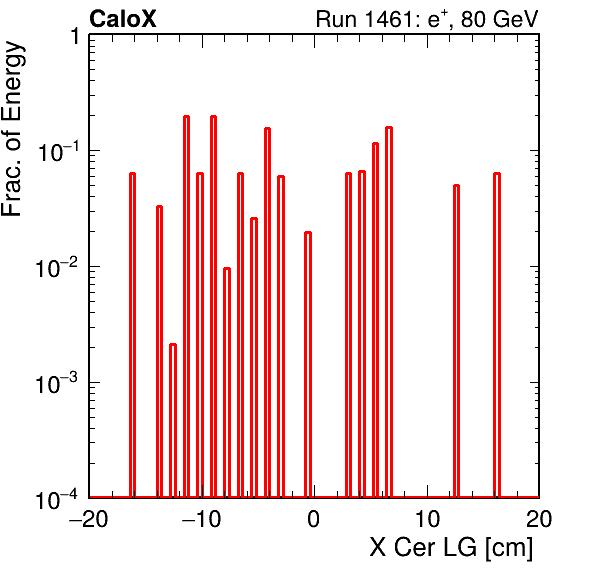 CaloX Run 1461: e⁺, 80 GeV
Frac. of Energy
1
10⁻¹
10⁻²
10⁻³
10⁻⁴
−20 −10 0 10 20
X Cer LG [cm]